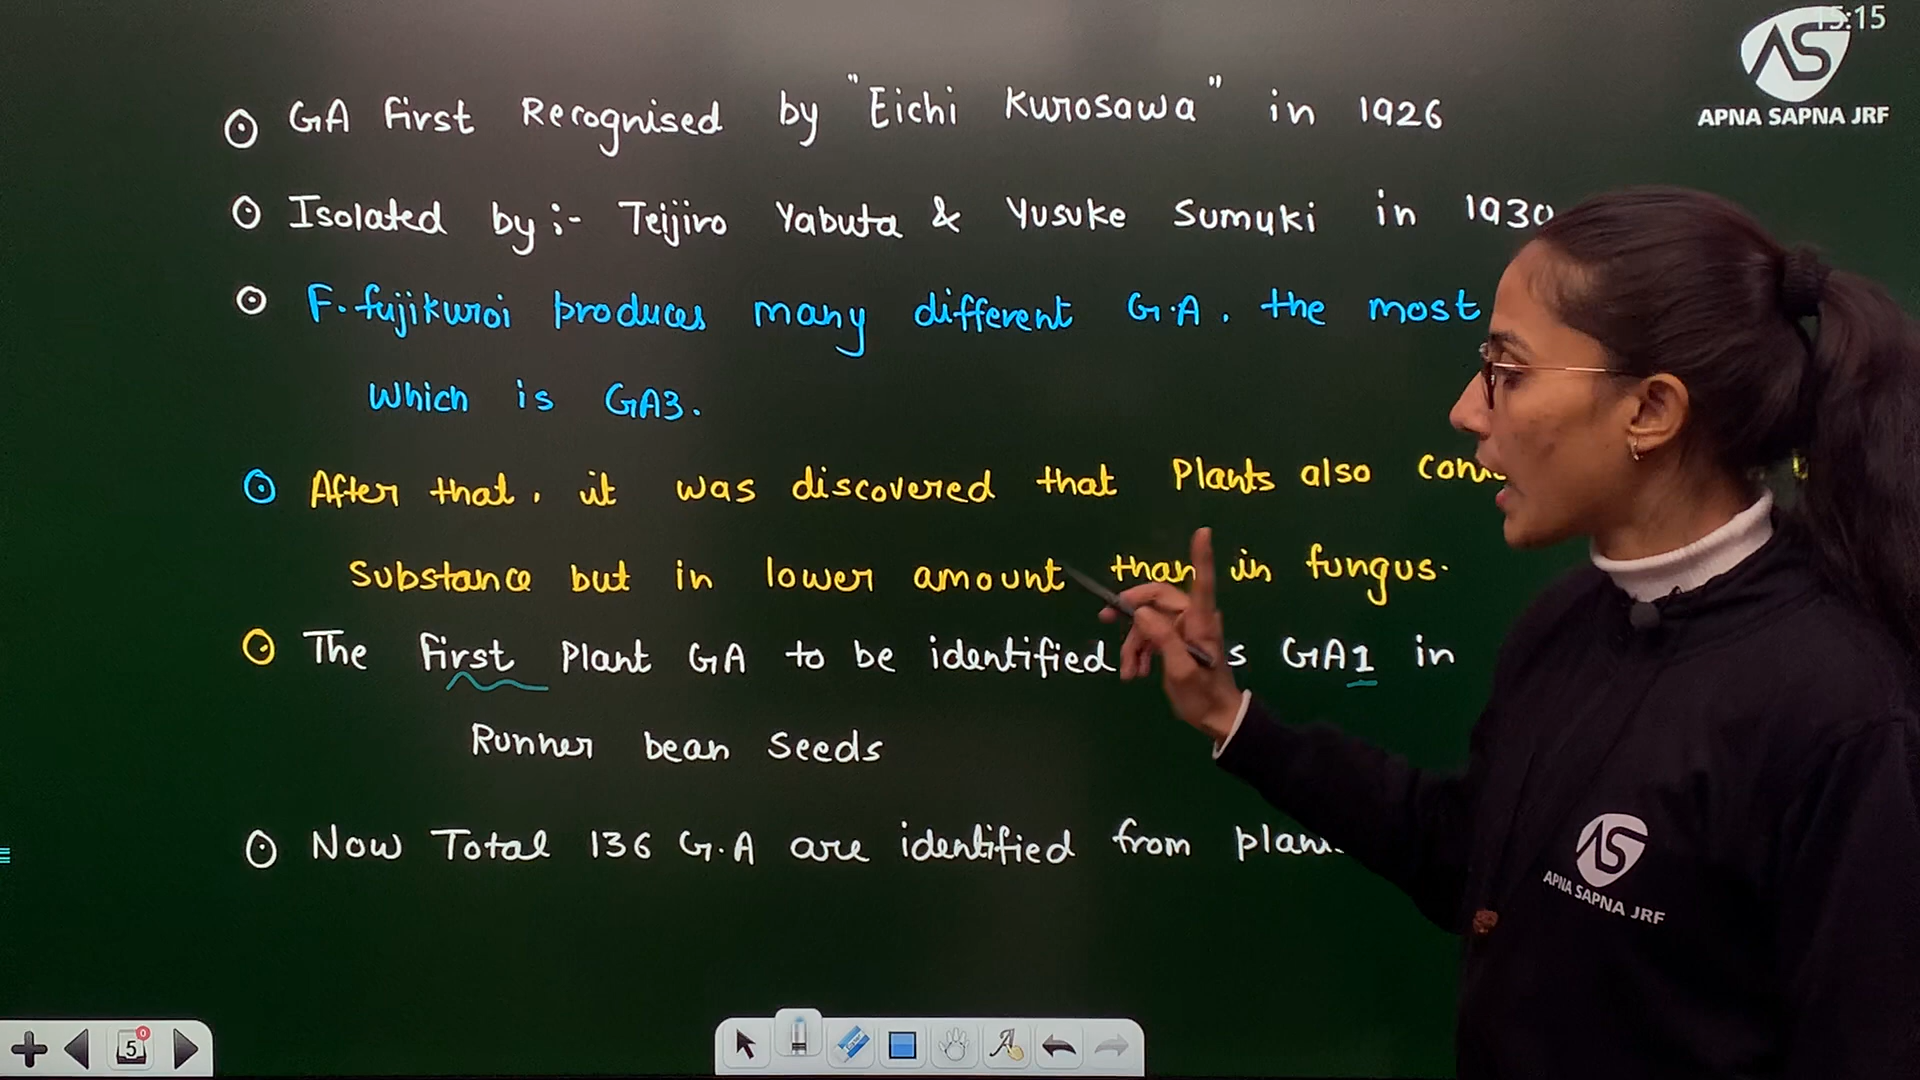 15:15
AS
APNA SAPNA JRF
GA first Recognised by "Eichi Kurosawa" in 1926
Isolated by :- Teijiro Yabuta & Yusuke Sumuki in 1930
F. fujikuroi produces many different G.A. the most
Which is GA3.
After that, it was discovered that Plants also
substance but in lower amount than in fungus.
The first Plant GA to be identified GA1 in
Runner bean seeds
Now Total 136 G.A are identified from
AS
APNA SAPNA JRF
5
0